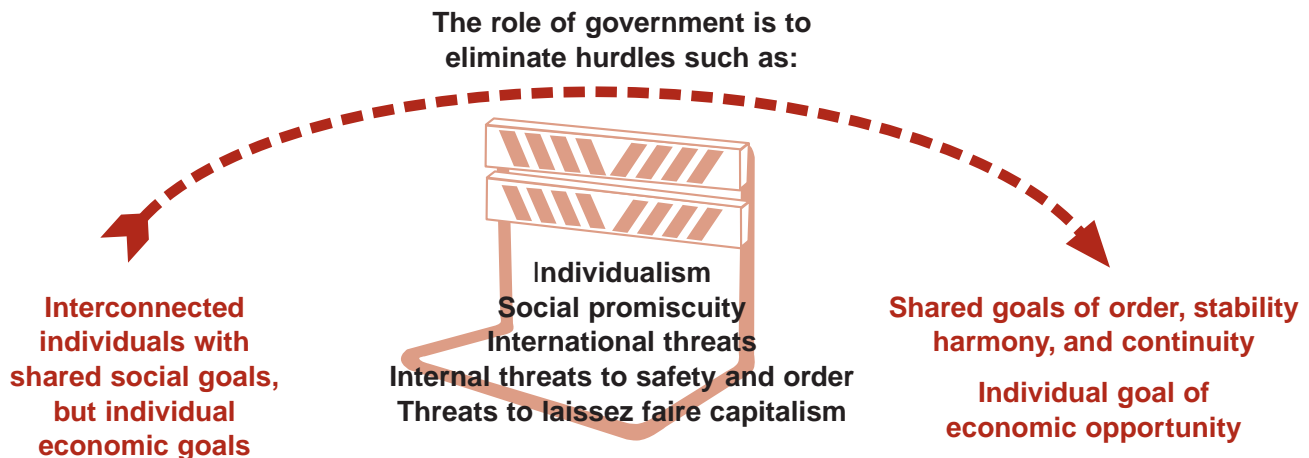 The role of government is to
eliminate hurdles such as:
Interconnected
individuals with
shared social goals,
but individual
economic goals
Individualism
Social promiscuity
International threats
Internal threats to safety and order
Threats to laissez faire capitalism
Shared goals of order, stability
harmony, and continuity
Individual goal of
economic opportunity